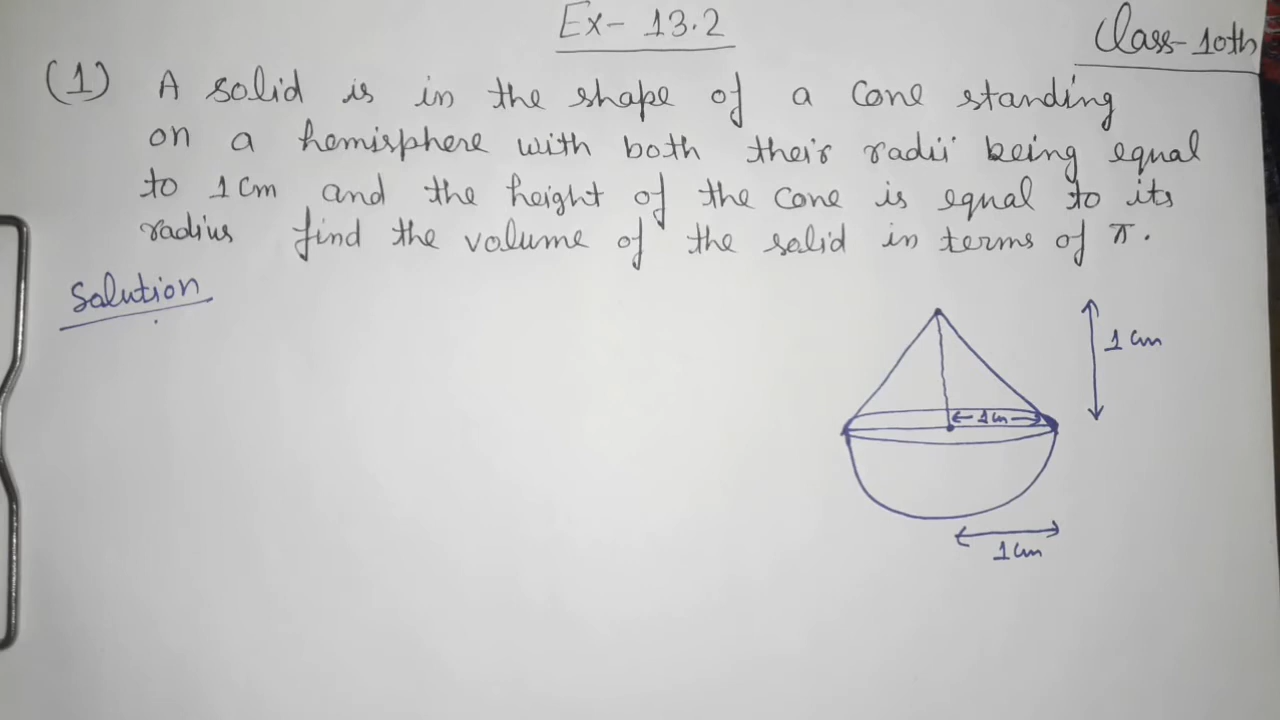 Ex- 13.2
Class- 10th
(1) A solid is in the shape of a cone standing
on a hemisphere with both their radii being equal
to 1 cm and the height of the cone is equal to its
radius find the volume of the solid in terms of π.
Solution
1 cm
1 cm
1 cm